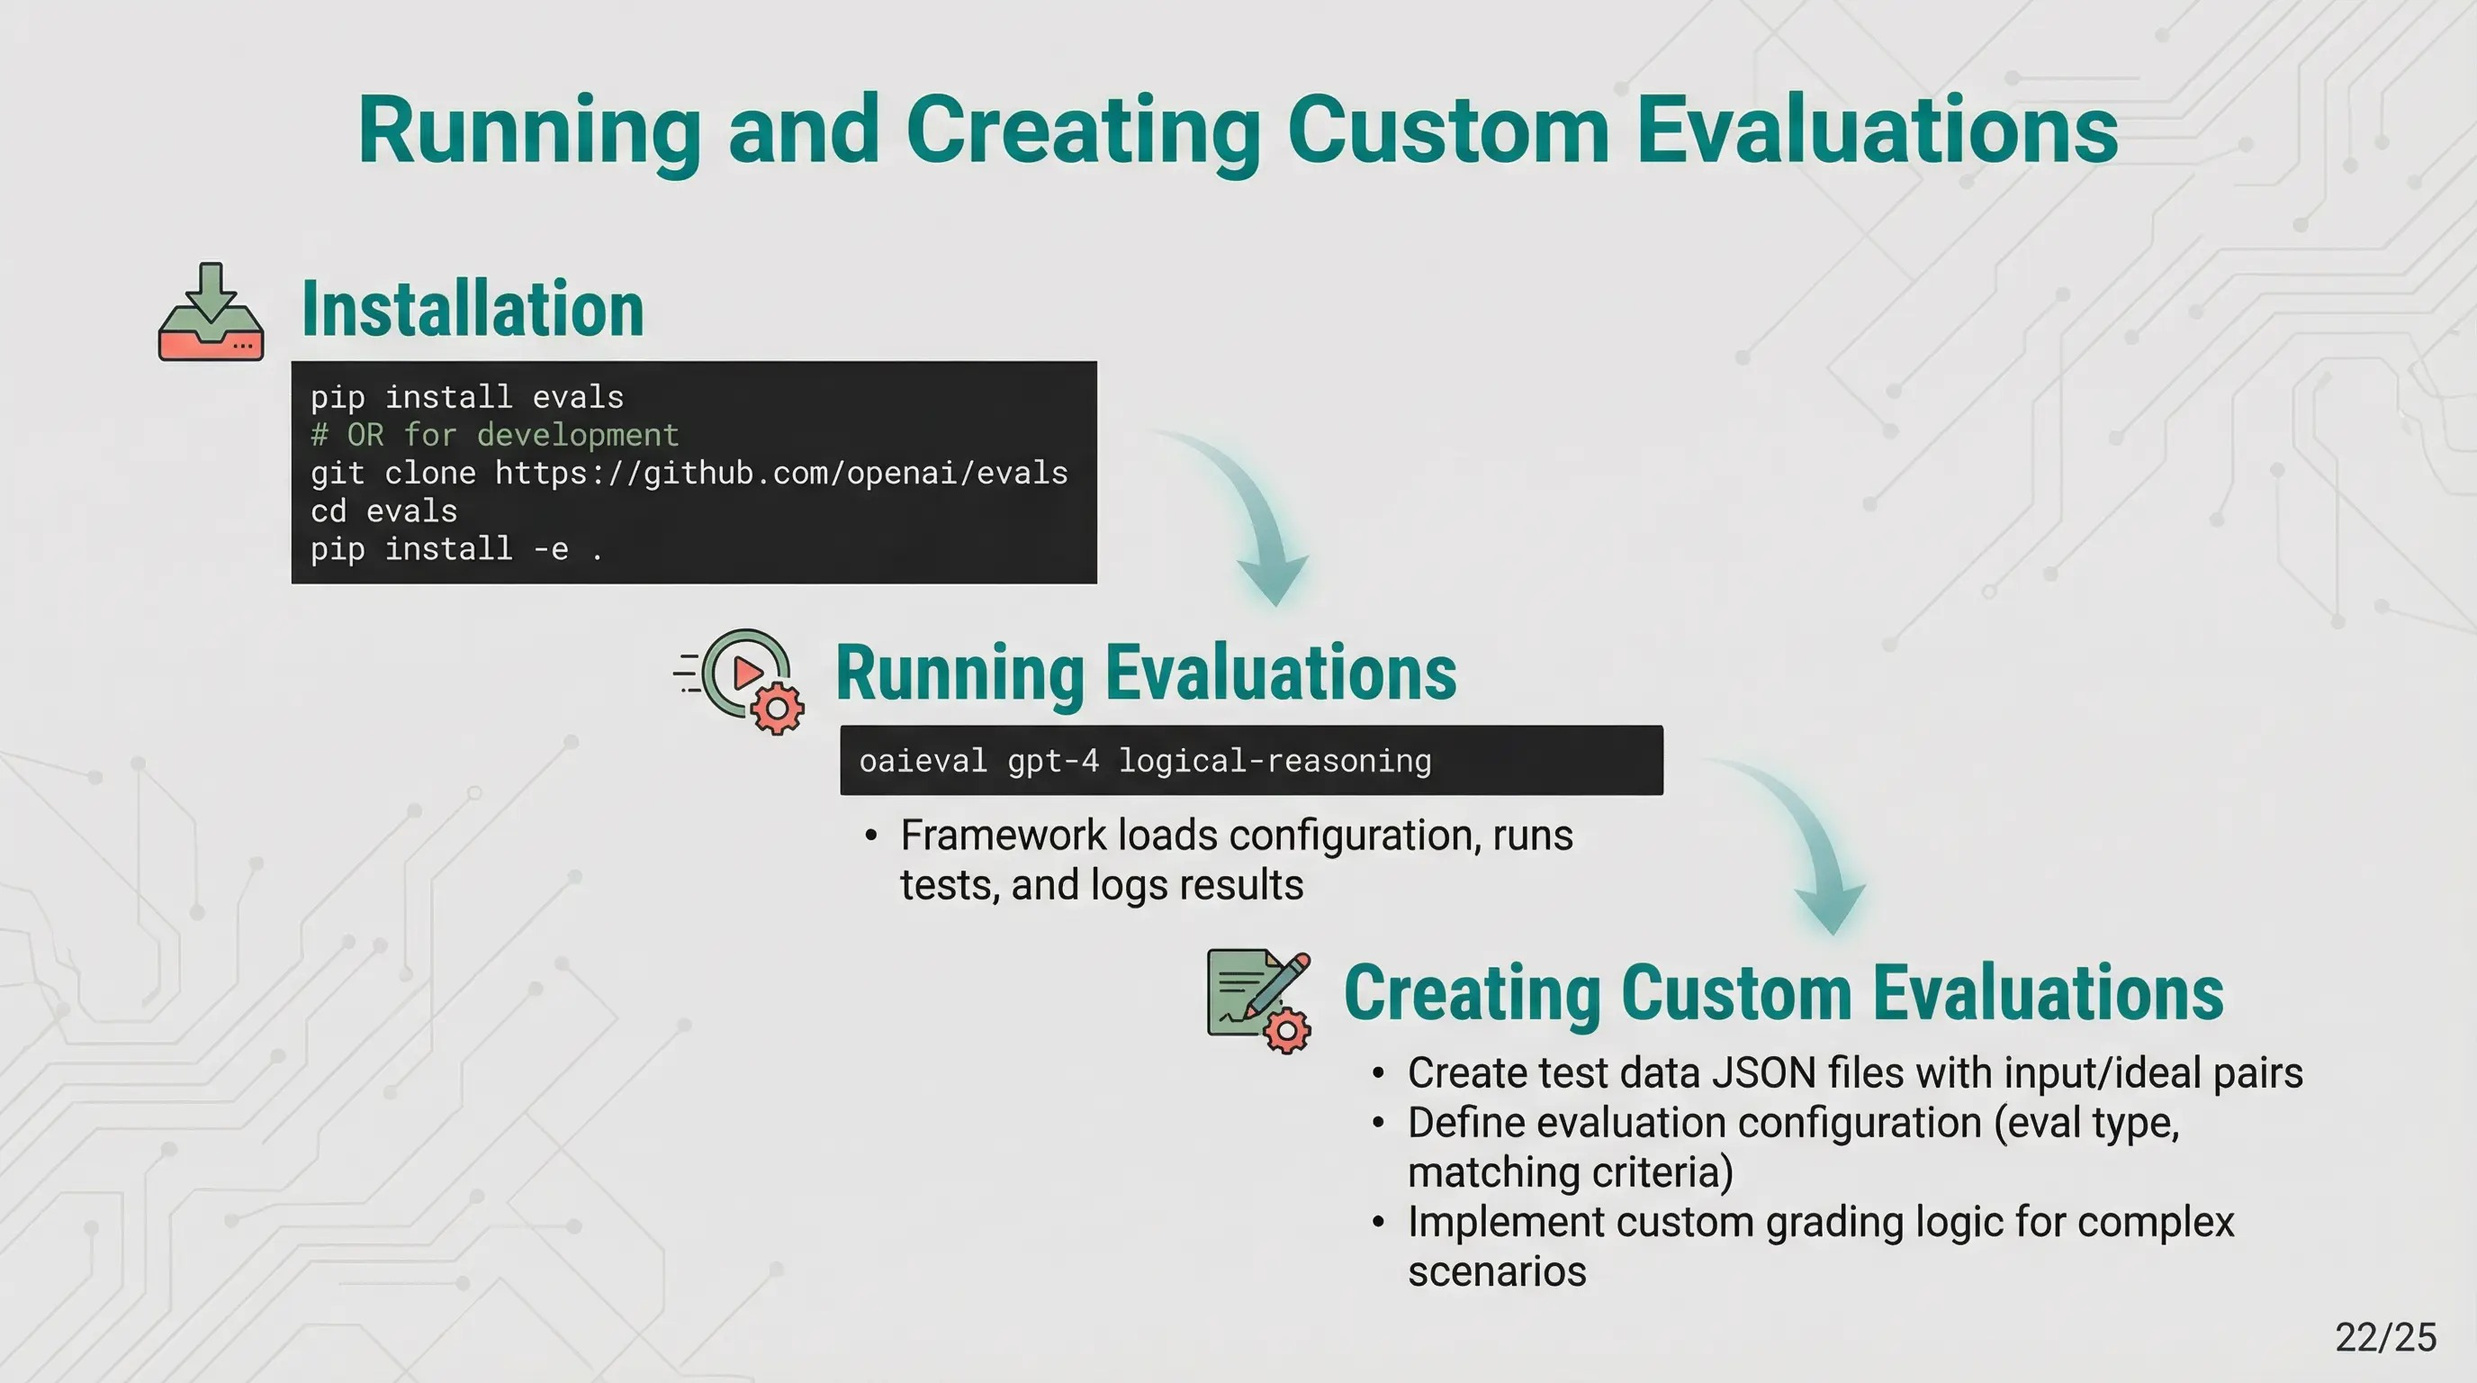 Running and Creating Custom Evaluations
Installation
pip install evals
# OR for development
git clone https://github.com/openai/evals
cd evals
pip install -e .
Running Evaluations
oaieval gpt-4 logical-reasoning
• Framework loads configuration, runs
tests, and logs results
Creating Custom Evaluations
• Create test data JSON files with input/ideal pairs
• Define evaluation configuration (eval type,
matching criteria)
• Implement custom grading logic for complex
scenarios
22/25